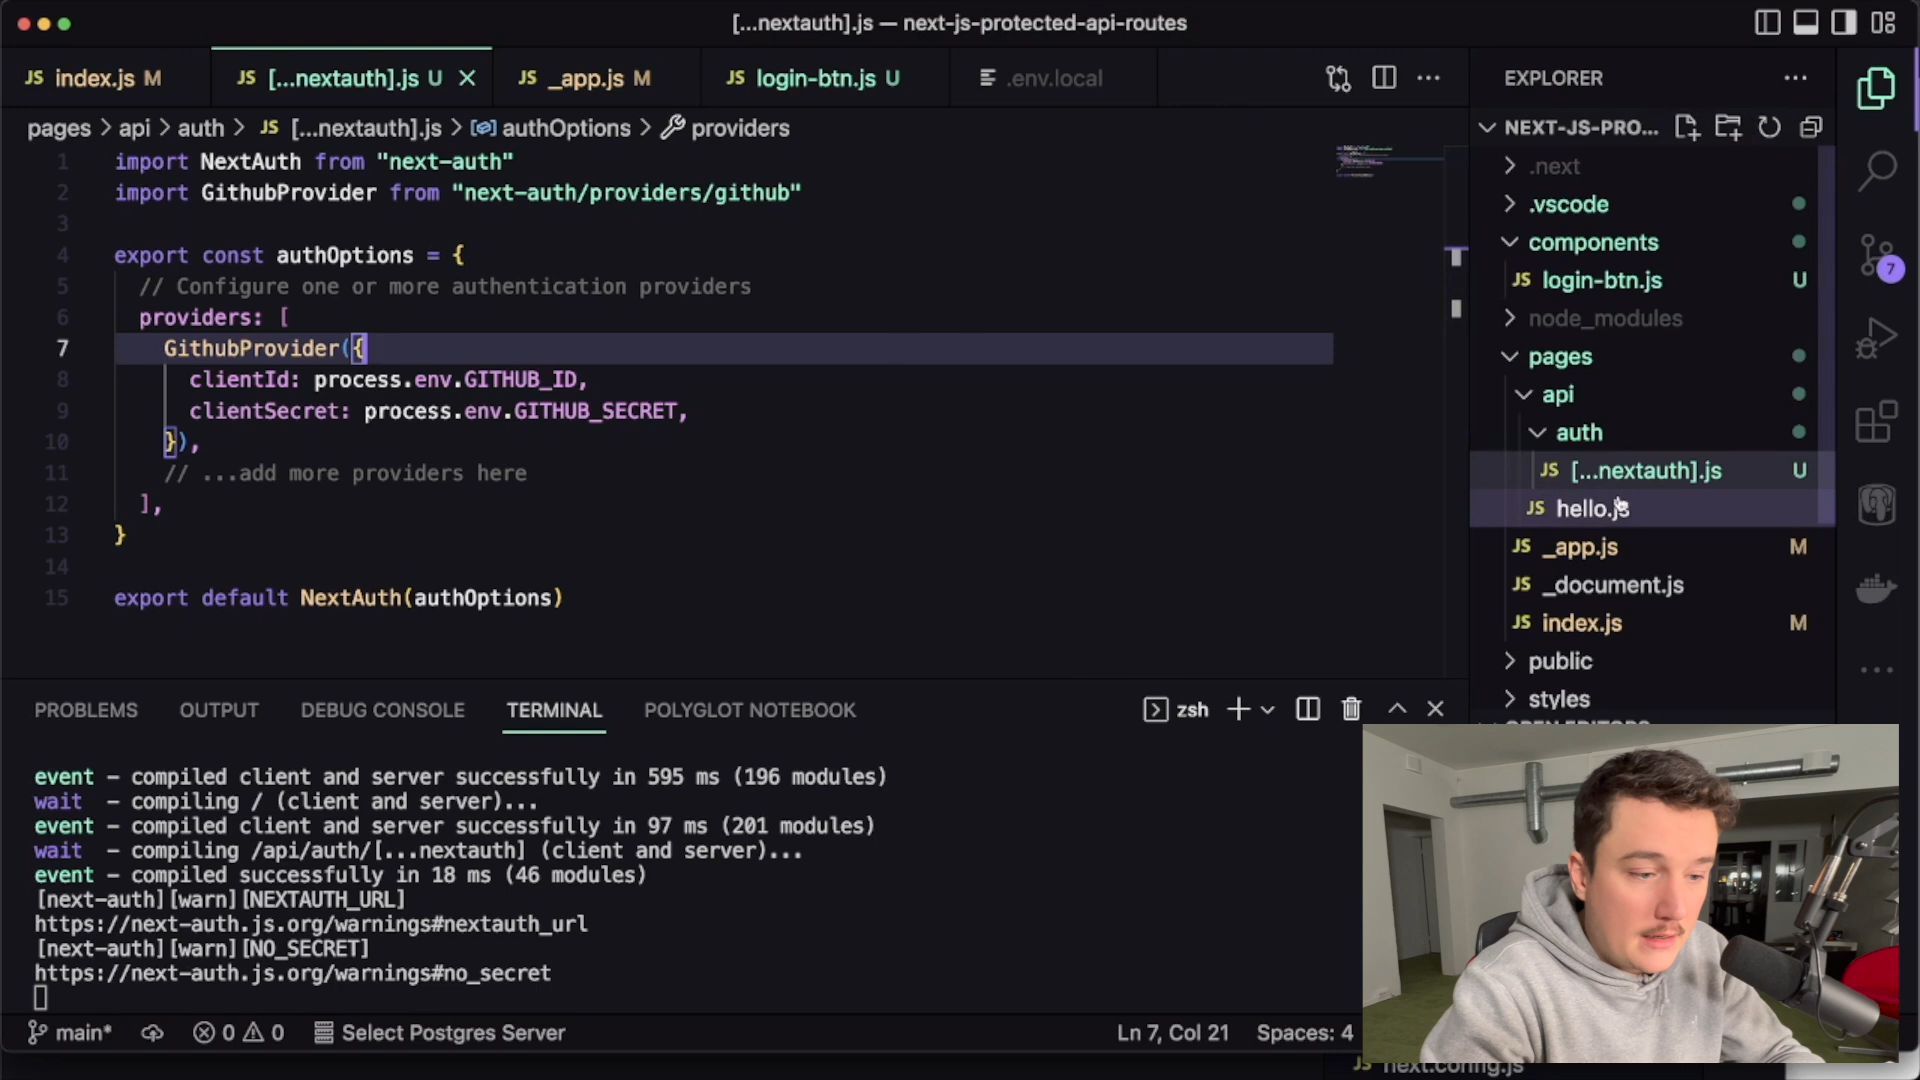 [...nextauth].js — next-js-protected-api-routes
JS index.js M
JS [...nextauth].js U
JS _app.js M
JS login-btn.js U
.env.local
pages > api > auth > JS [...nextauth].js > authOptions > providers
1 import NextAuth from "next-auth"
2 import GithubProvider from "next-auth/providers/github"
3
4 export const authOptions = {
5 // Configure one or more authentication providers
6 providers: [
7 GithubProvider({
8 clientId: process.env.GITHUB_ID,
9 clientSecret: process.env.GITHUB_SECRET,
10 }),
11 // ...add more providers here
12 ],
13 }
14
15 export default NextAuth(authOptions)
EXPLORER
NEXT-JS-PRO...
.next
.vscode
components
JS login-btn.js U
node_modules
pages
api
auth
JS [...nextauth].js U
JS hello.js
JS _app.js M
JS _document.js
JS index.js M
public
styles
OPEN EDITORS
7
PROBLEMS OUTPUT DEBUG CONSOLE TERMINAL POLYGLOT NOTEBOOK
zsh
event - compiled client and server successfully in 595 ms (196 modules)
wait - compiling / (client and server)...
event - compiled client and server successfully in 97 ms (201 modules)
wait - compiling /api/auth/[...nextauth] (client and server)...
event - compiled successfully in 18 ms (46 modules)
[next-auth][warn][NEXTAUTH_URL]
https://next-auth.js.org/warnings#nextauth_url
[next-auth][warn][NO_SECRET]
https://next-auth.js.org/warnings#no_secret
main* 0 0 Select Postgres Server
Ln 7, Col 21 Spaces: 4
JS next.config.js